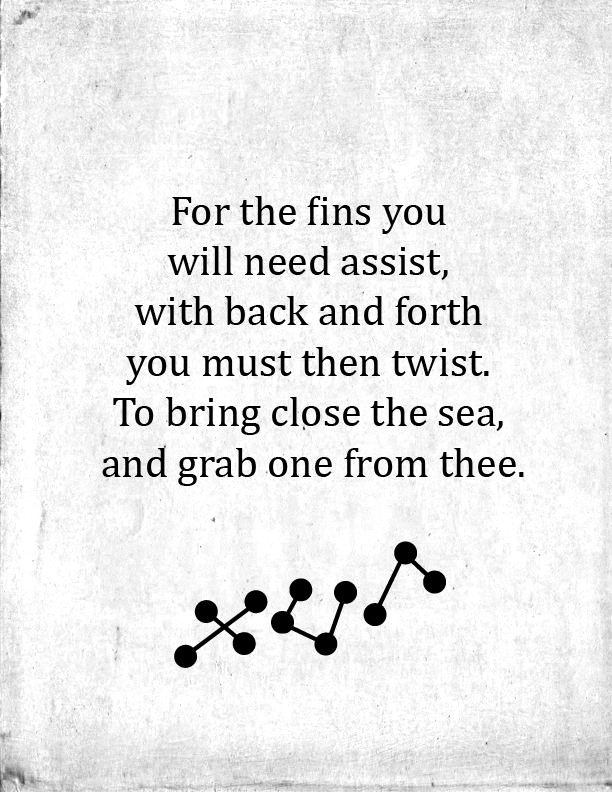 For the fins you
will need assist,
with back and forth
you must then twist.
To bring close the sea,
and grab one from thee.